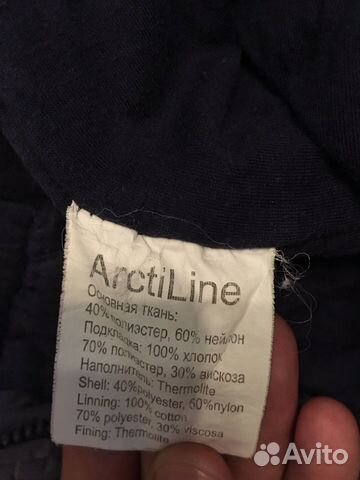 ArctiLine
Основная ткань:
40% полиэстер, 60% нейлон
Подкладка: 100% хлопок
70% полиэстер, 30% вискоза
Наполнитель: Thermolite
Shell: 40%polyester, 60%nylon
Linning: 100% cotton
70% polyester, 30% viscosa
Fining: Thermolite
Avito